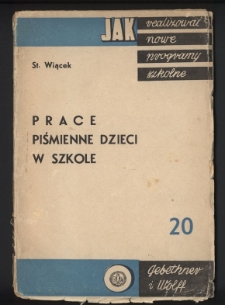 JAK realizować
nowe
programy
szkolne
St. Wiącek
PRACE
PIŚMIENNE DZIECI
W SZKOLE
20
Gebethner
i Wolff